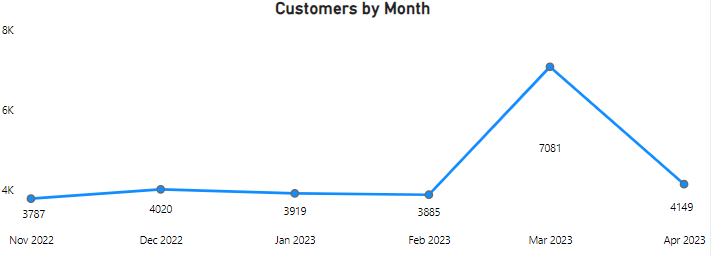 Customers by Month
8K
6K
7081
4K
3787
4020
3919
3885
4149
Nov 2022
Dec 2022
Jan 2023
Feb 2023
Mar 2023
Apr 2023